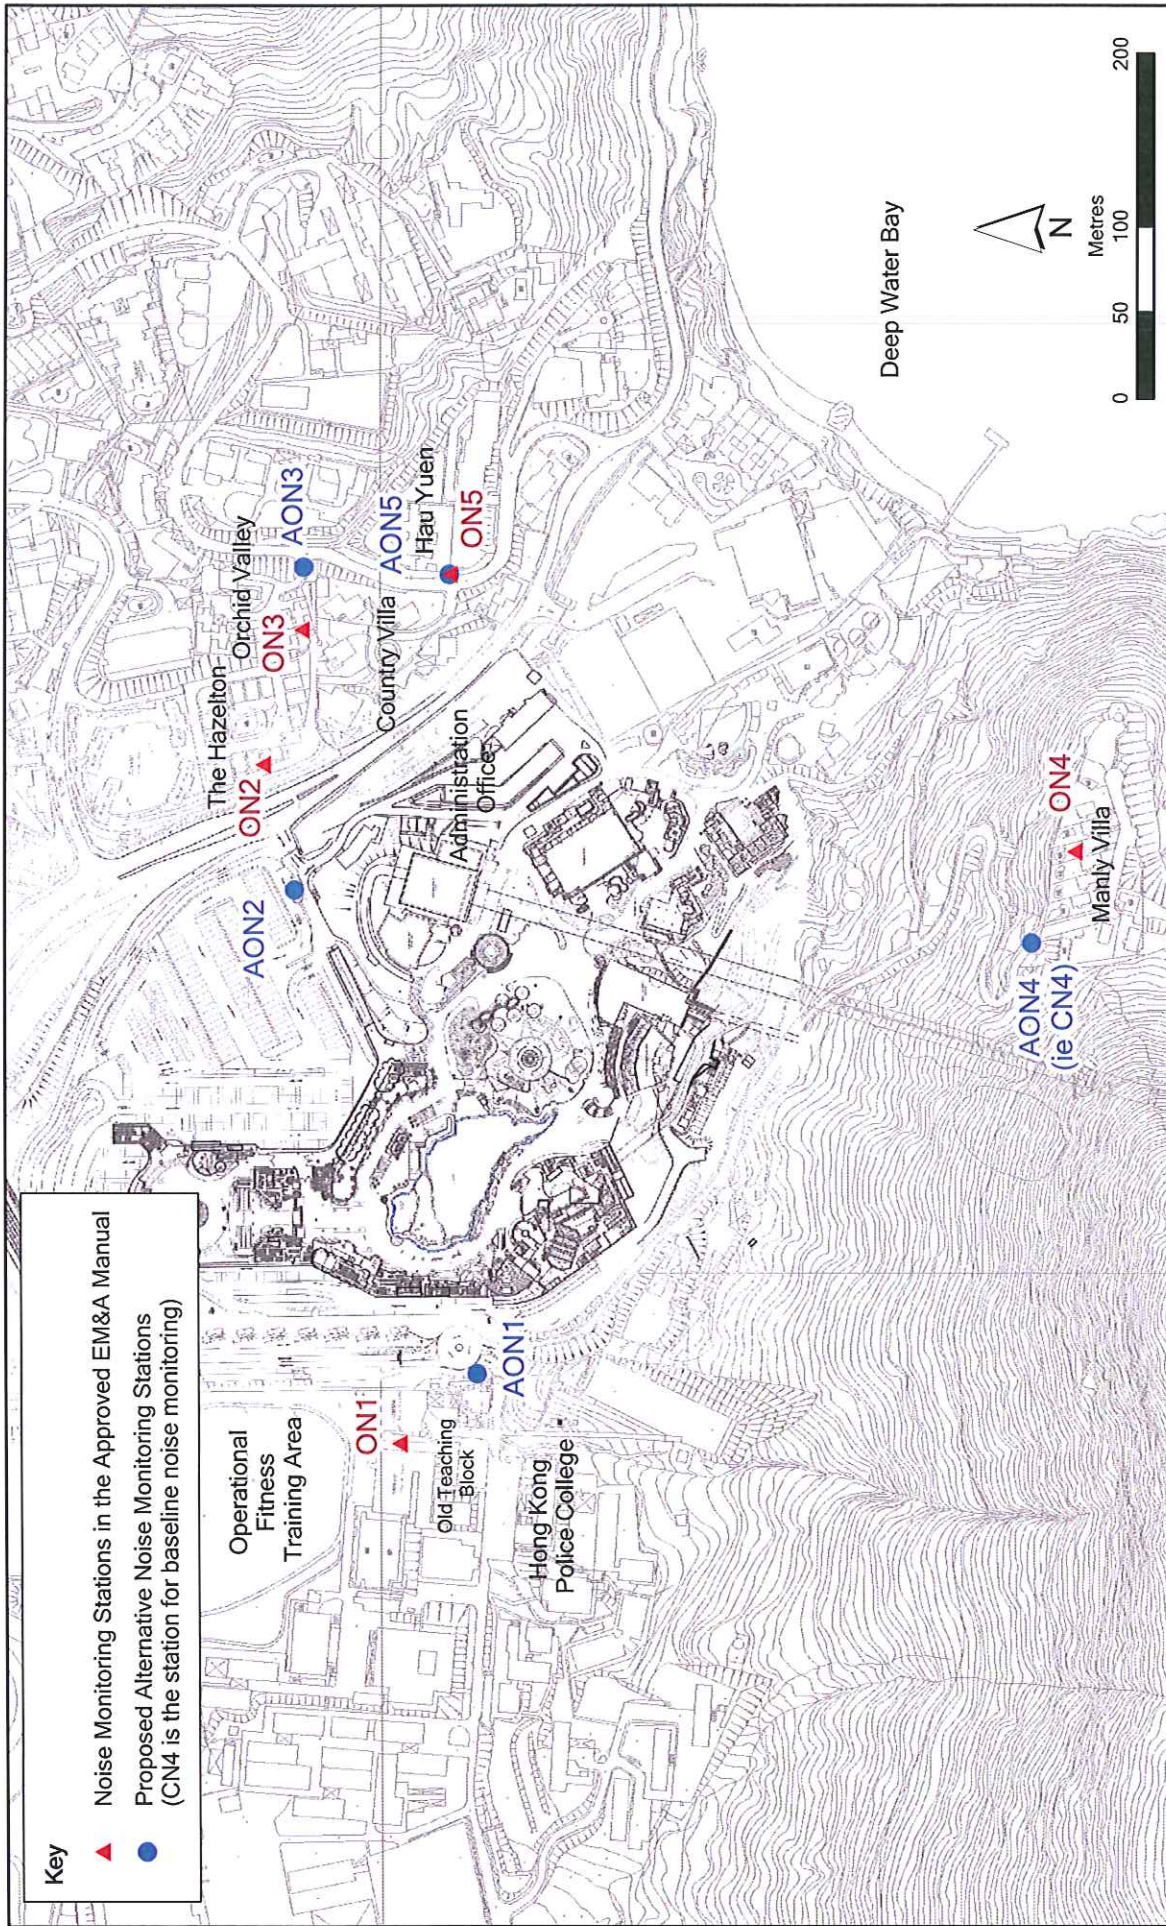 Key
Noise Monitoring Stations in the Approved EM&A Manual
Proposed Alternative Noise Monitoring Stations
(CN4 is the station for baseline noise monitoring)
Operational
Fitness
Training Area
ON1
Old Teaching
Block
Hong Kong
Police College
AON1
AON2
ON2
The Hazelton
Orchid Valley
ON3
AON3
Country Villa
AON5
Hau Yuen
ON5
Administration
Office
AON4
(ie CN4)
ON4
Manly Villa
Deep Water Bay
N
Metres
0
50
100
200